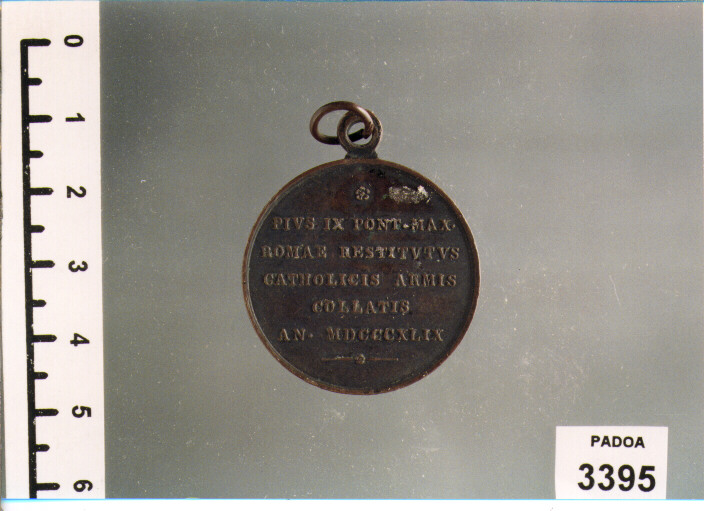 0
1
2
3
4
5
6
PIVS IX PONT·MAX·
ROMAE RESTITVTVS
CATHOLICIS ARMIS
COLLATIS
AN· MDCCCXLIX
PADOA
3395